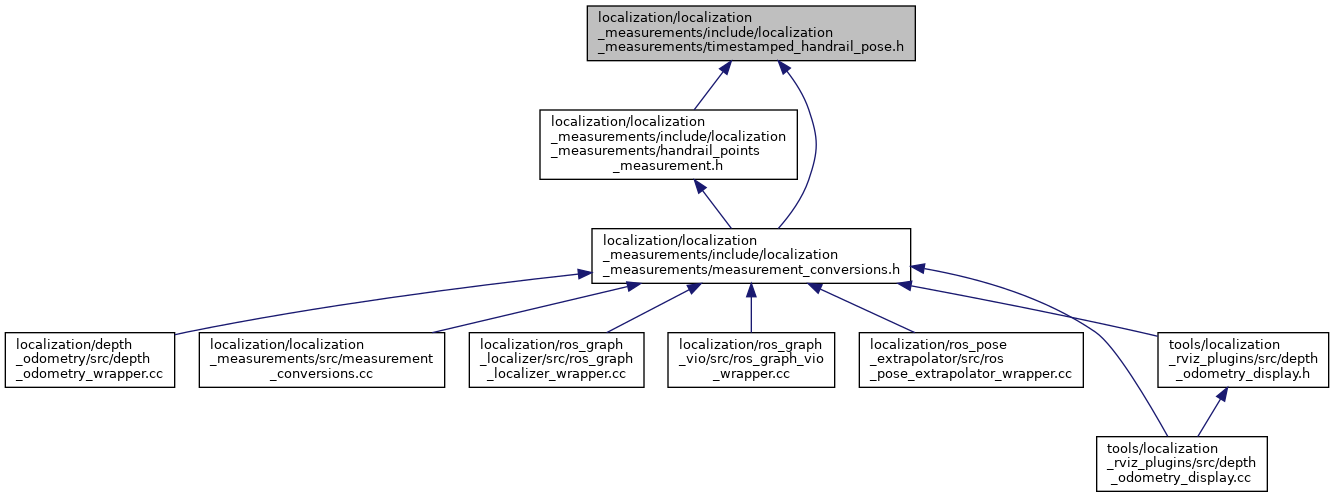 localization/localization
_measurements/include/localization
_measurements/timestamped_handrail_pose.h
localization/localization
_measurements/include/localization
_measurements/handrail_points
_measurement.h
localization/localization
_measurements/include/localization
_measurements/measurement_conversions.h
localization/depth
_odometry/src/depth
_odometry_wrapper.cc
localization/localization
_measurements/src/measurement
_conversions.cc
localization/ros_graph
_localizer/src/ros_graph
_localizer_wrapper.cc
localization/ros_graph
_vio/src/ros_graph_vio
_wrapper.cc
localization/ros_pose
_extrapolator/src/ros
_pose_extrapolator_wrapper.cc
tools/localization
_rviz_plugins/src/depth
_odometry_display.h
tools/localization
_rviz_plugins/src/depth
_odometry_display.cc